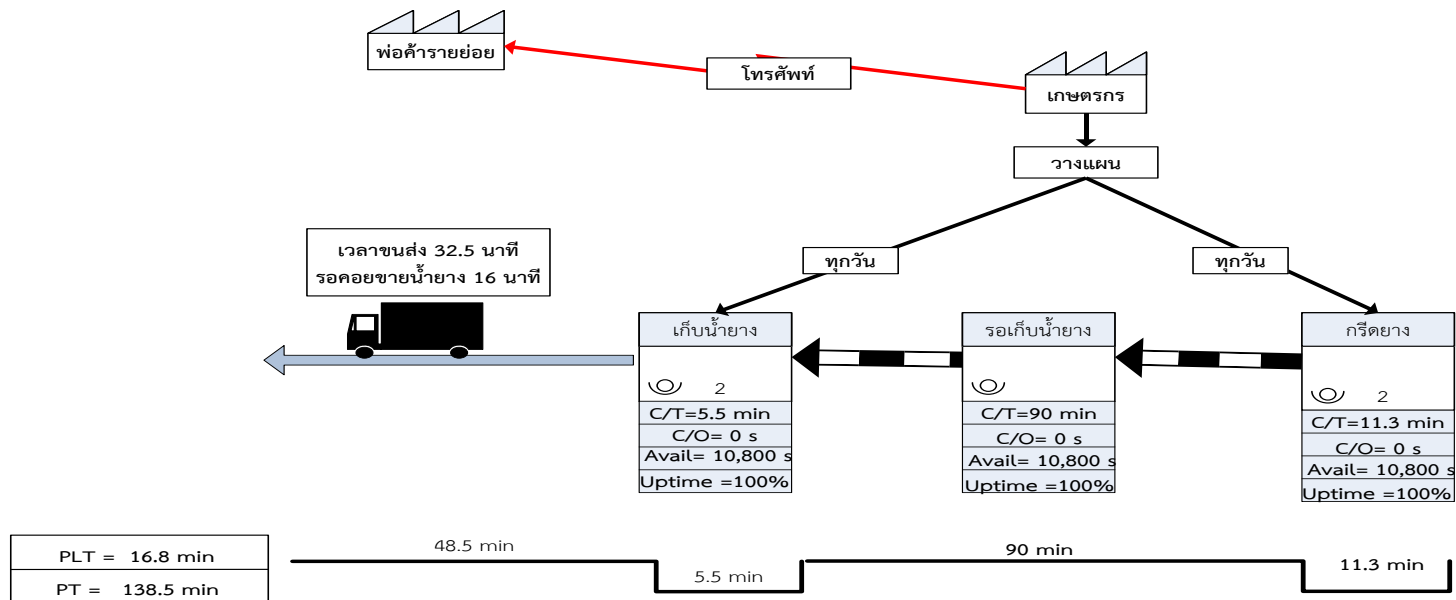 พ่อค้ารายย่อย
โทรศัพท์
เกษตรกร
วางแผน
ทุกวัน
ทุกวัน
เวลาขนส่ง 32.5 นาที
รอคอยขายน้ำยาง 16 นาที
เก็บน้ำยาง
2
C/T=5.5 min
C/O= 0 s
Avail= 10,800 s
Uptime =100%
รอเก็บน้ำยาง
C/T=90 min
C/O= 0 s
Avail= 10,800 s
Uptime =100%
กรีดยาง
2
C/T=11.3 min
C/O= 0 s
Avail= 10,800 s
Uptime =100%
PLT = 16.8 min
PT = 138.5 min
48.5 min
5.5 min
90 min
11.3 min